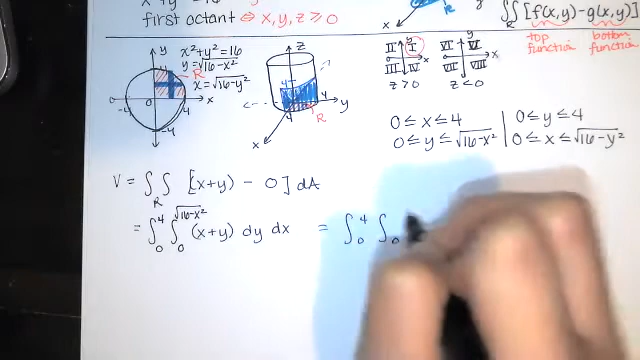 first octant ⇔ x, y, z ≥ 0
∬ [f(x,y) − g(x,y)]
R
top function bottom function
x² + y² = 16
y = √16−x²
x = √16−y²
R
y
x
-4
0
4
-4
z
4
4
y
x
R
II I
III IV
z > 0
VI V
VII VIII
z < 0
0 ≤ x ≤ 4 | 0 ≤ y ≤ 4
0 ≤ y ≤ √16−x² | 0 ≤ x ≤ √16−y²
V = ∫∫ [(x+y) − 0] dA
R
= ∫₀⁴ ∫₀^√16−x² (x+y) dy dx = ∫₀⁴ ∫₀